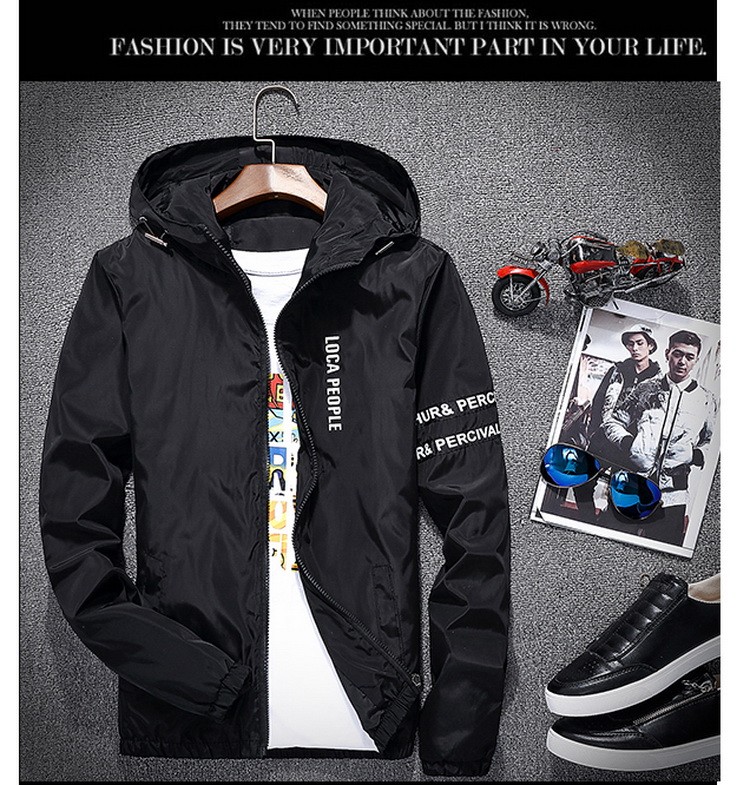 WHEN PEOPLE THINK ABOUT THE FASHION,
THEY TEND TO FIND SOMETHING SPECIAL. BUT I THINK IT IS WRONG.
FASHION IS VERY IMPORTANT PART IN YOUR LIFE.
LOCA PEOPLE
HUR& PERC
R& PERCIVAL